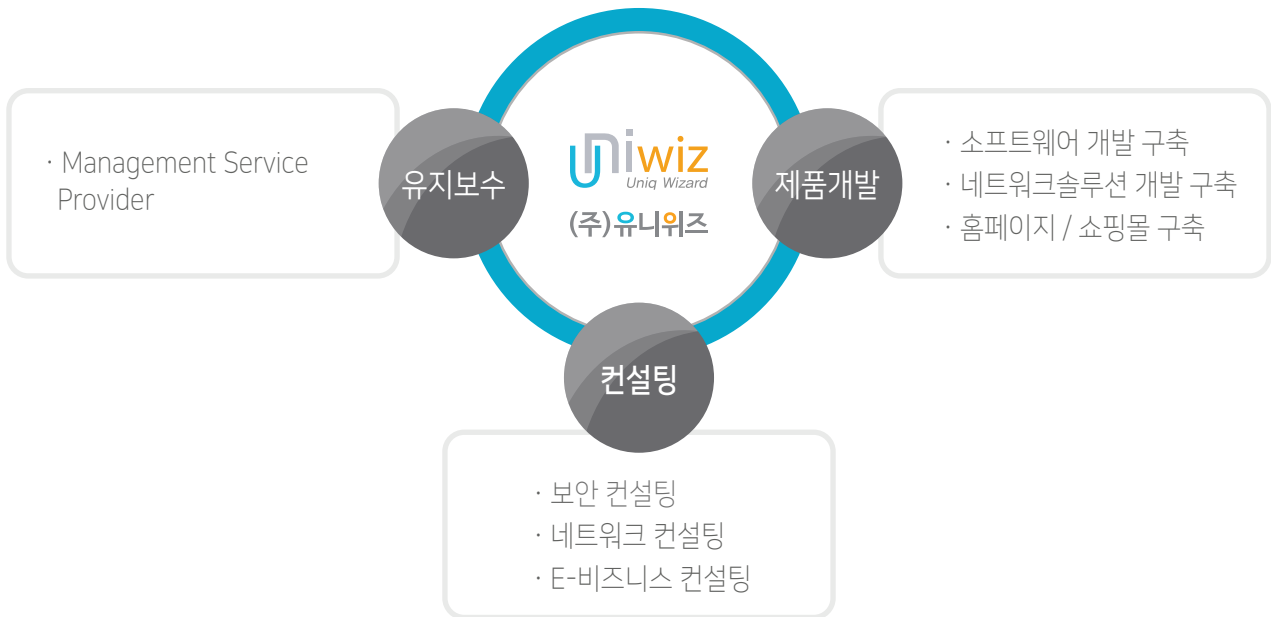 · Management Service
Provider
유지보수
Uniwiz
Uniq Wizard
(주)유니위즈
제품개발
· 소프트웨어 개발 구축
· 네트워크솔루션 개발 구축
· 홈페이지 / 쇼핑몰 구축
컨설팅
· 보안 컨설팅
· 네트워크 컨설팅
· E-비즈니스 컨설팅